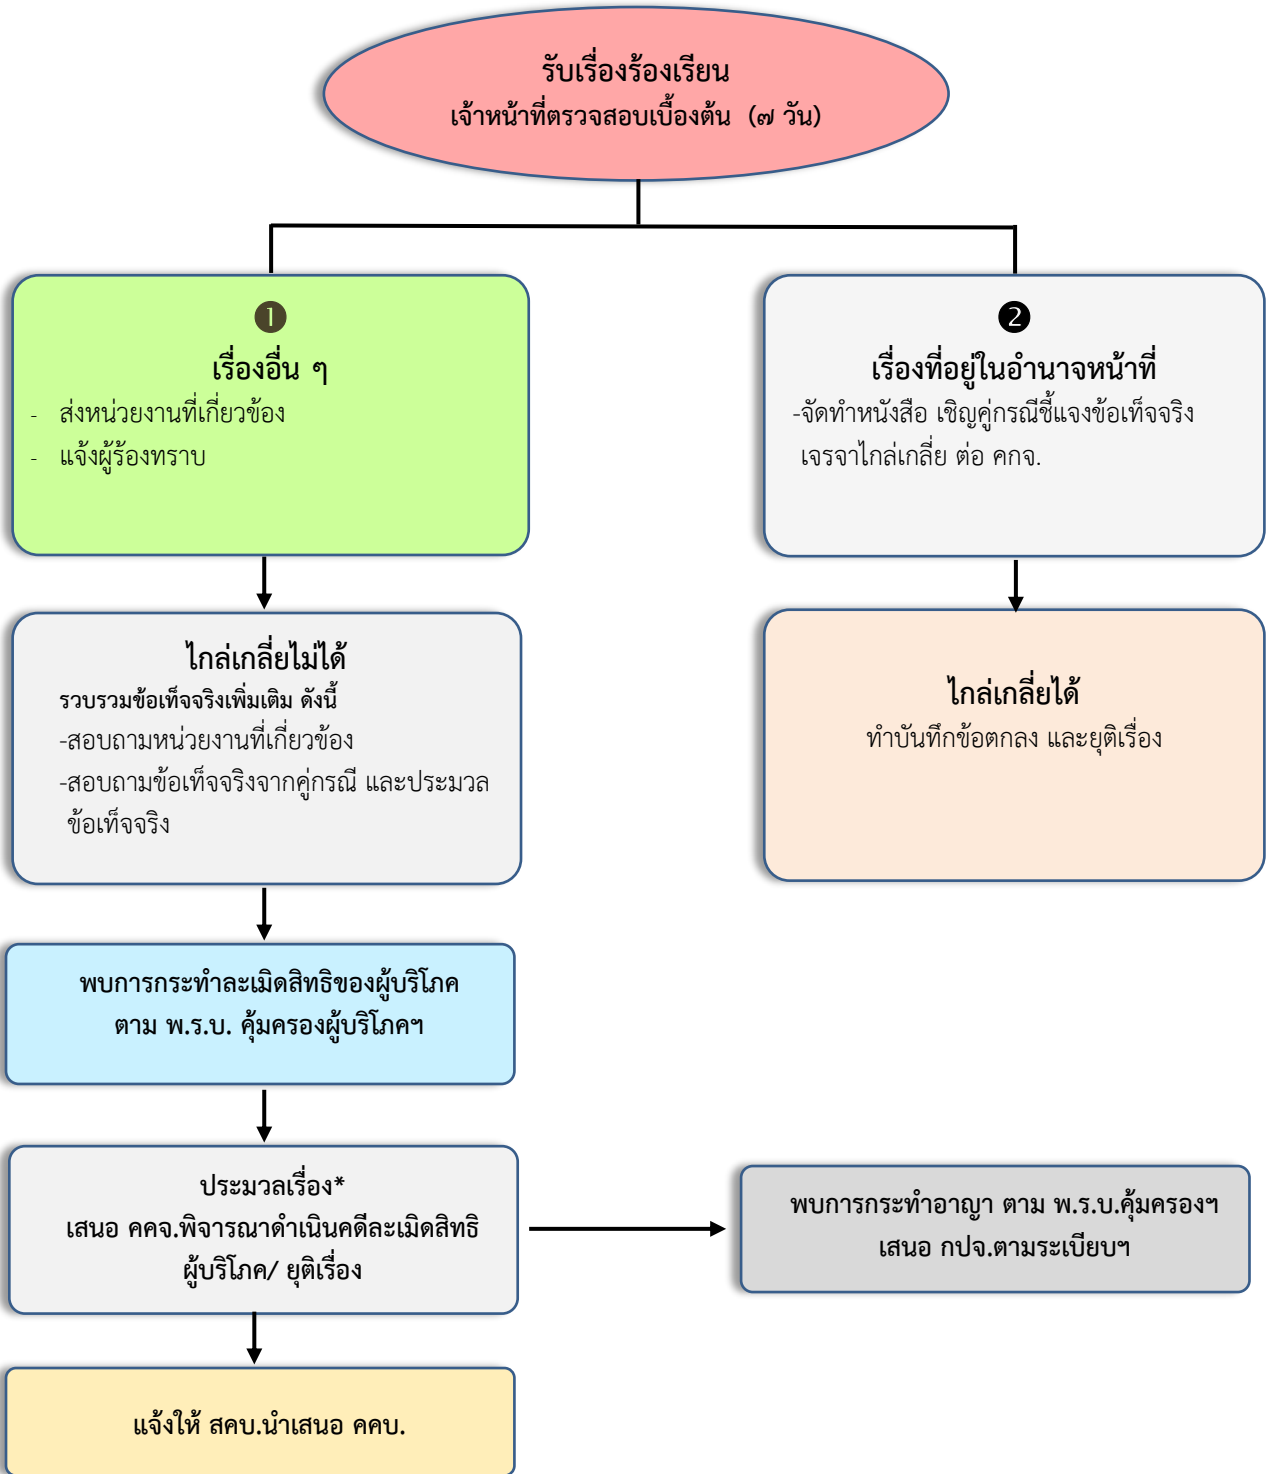 รับเรื่องร้องเรียน
เจ้าหน้าที่ตรวจสอบเบื้องต้น (๗ วัน)
❶
เรื่องอื่น ๆ
- ส่งหน่วยงานที่เกี่ยวข้อง
- แจ้งผู้ร้องทราบ
❷
เรื่องที่อยู่ในอำนาจหน้าที่
-จัดทำหนังสือ เชิญคู่กรณีชี้แจงข้อเท็จจริง
เจรจาไกล่เกลี่ย ต่อ คกจ.
ไกล่เกลี่ยไม่ได้
รวบรวมข้อเท็จจริงเพิ่มเติม ดังนี้
-สอบถามหน่วยงานที่เกี่ยวข้อง
-สอบถามข้อเท็จจริงจากคู่กรณี และประมวล
ข้อเท็จจริง
ไกล่เกลี่ยได้
ทำบันทึกข้อตกลง และยุติเรื่อง
พบการกระทำละเมิดสิทธิของผู้บริโภค
ตาม พ.ร.บ. คุ้มครองผู้บริโภคฯ
ประมวลเรื่อง*
เสนอ คคจ.พิจารณาดำเนินคดีละเมิดสิทธิ
ผู้บริโภค/ ยุติเรื่อง
พบการกระทำอาญา ตาม พ.ร.บ.คุ้มครองฯ
เสนอ กปจ.ตามระเบียบฯ
แจ้งให้ สคบ.นำเสนอ คคบ.